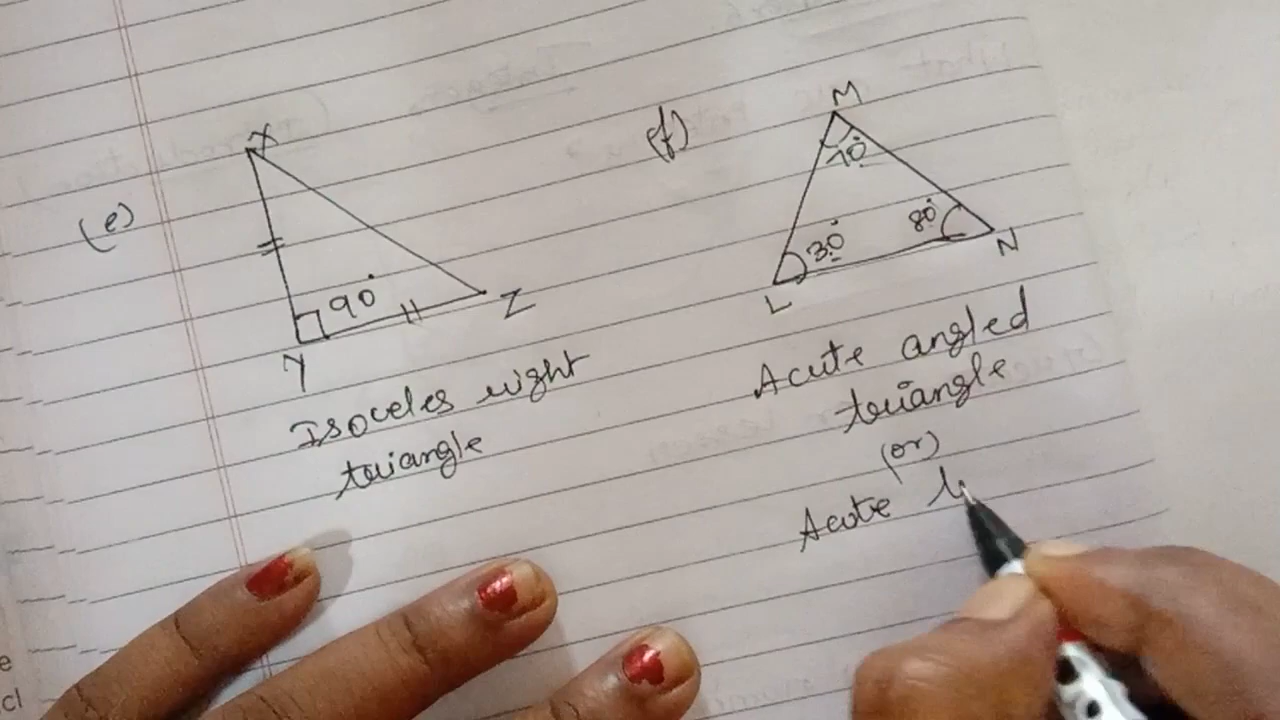 (e)
X
90°
Y
Z
Isoceles right
triangle
(f)
M
70°
30°
80°
L
N
Acute angled
triangle
(or)
Acute